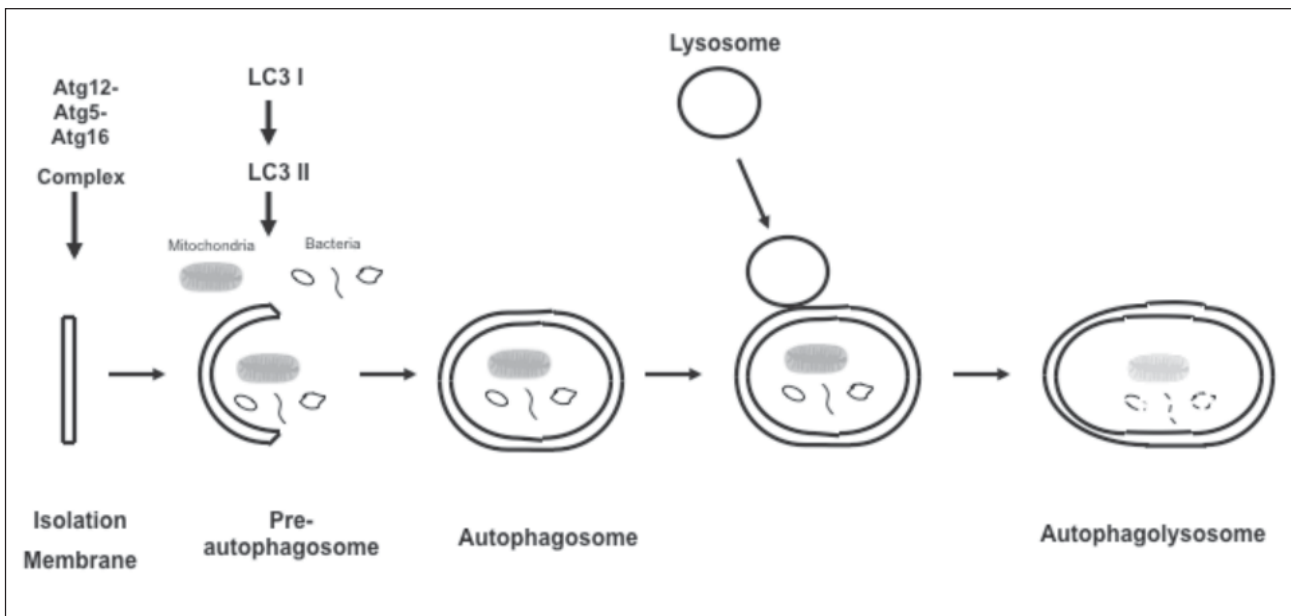 Atg12-
Atg5-
Atg16
Complex
LC3 I
LC3 II
Mitochondria
Bacteria
Lysosome
Isolation
Membrane
Pre-
autophagosome
Autophagosome
Autophagolysosome